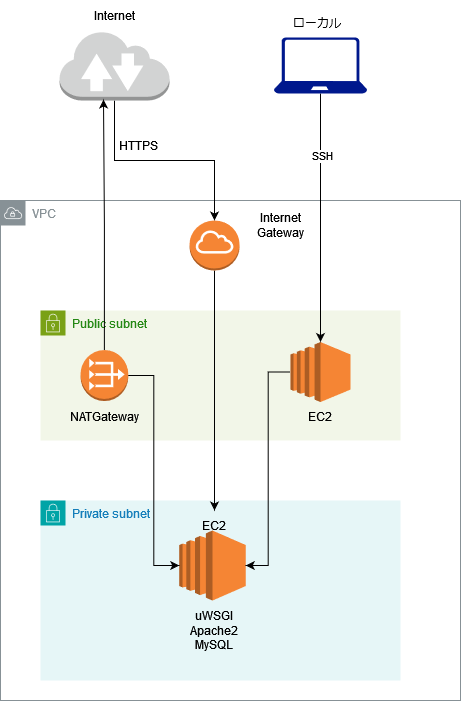 Internet
ローカル
HTTPS
SSH
VPC
Internet
Gateway
Public subnet
NATGateway
EC2
Private subnet
EC2
uWSGI
Apache2
MySQL